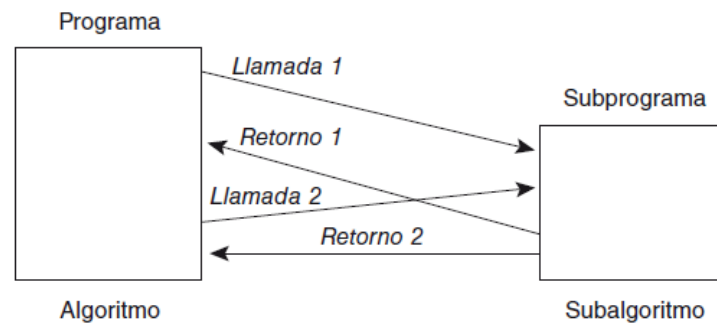 Programa
Llamada 1
Subprograma
Retorno 1
Llamada 2
Retorno 2
Algoritmo
Subalgoritmo